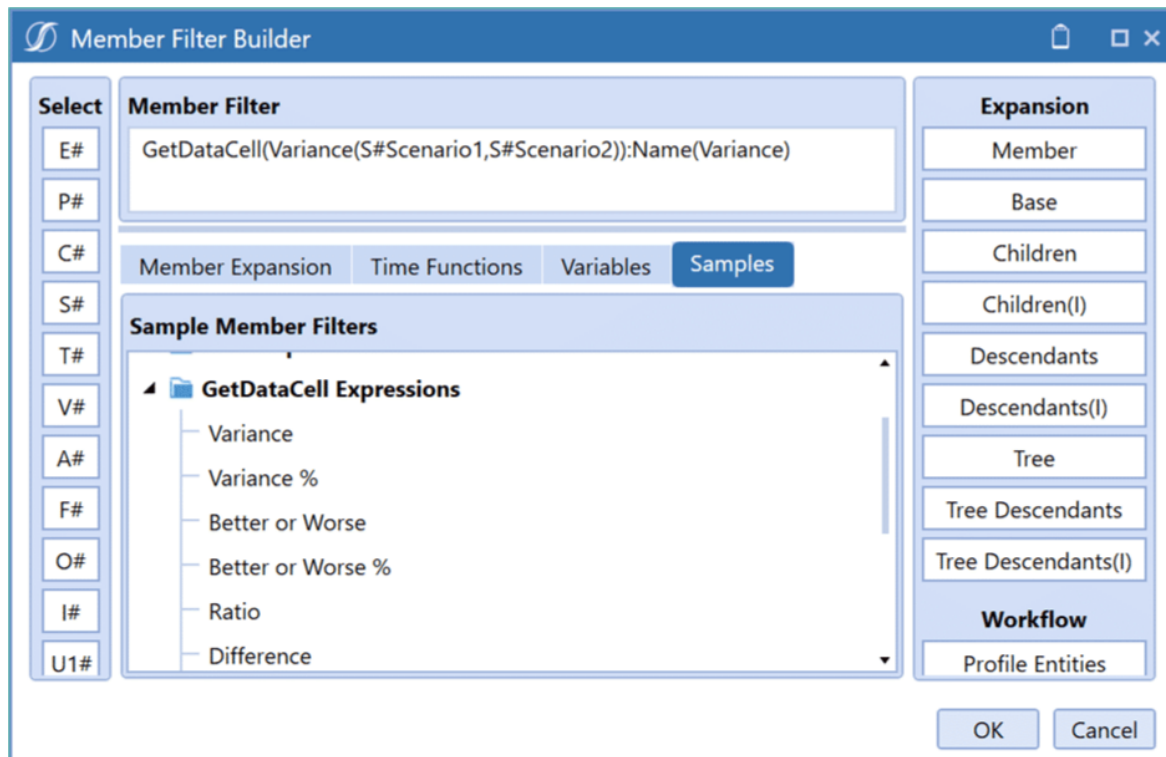 Member Filter Builder
Select
E#
P#
C#
S#
T#
V#
A#
F#
O#
I#
U1#
Member Filter
GetDataCell(Variance(S#Scenario1,S#Scenario2)):Name(Variance)
Member Expansion
Time Functions
Variables
Samples
Sample Member Filters
GetDataCell Expressions
Variance
Variance %
Better or Worse
Better or Worse %
Ratio
Difference
Expansion
Member
Base
Children
Children(I)
Descendants
Descendants(I)
Tree
Tree Descendants
Tree Descendants(I)
Workflow
Profile Entities
OK
Cancel